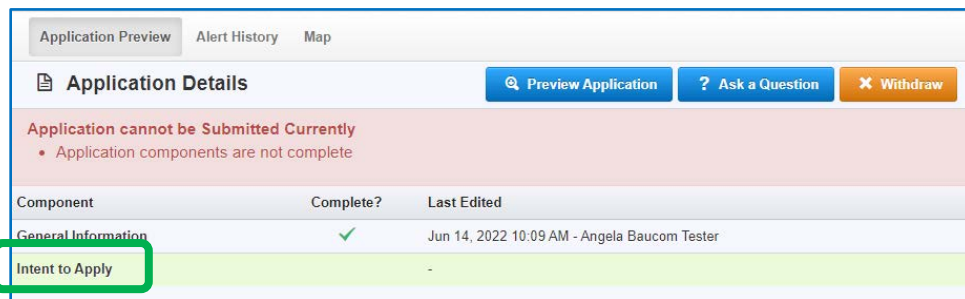 Application Preview Alert History Map
Application Details Preview Application ? Ask a Question Withdraw
Application cannot be Submitted Currently
• Application components are not complete
Component Complete? Last Edited
General Information Jun 14, 2022 10:09 AM - Angela Baucom Tester
Intent to Apply -